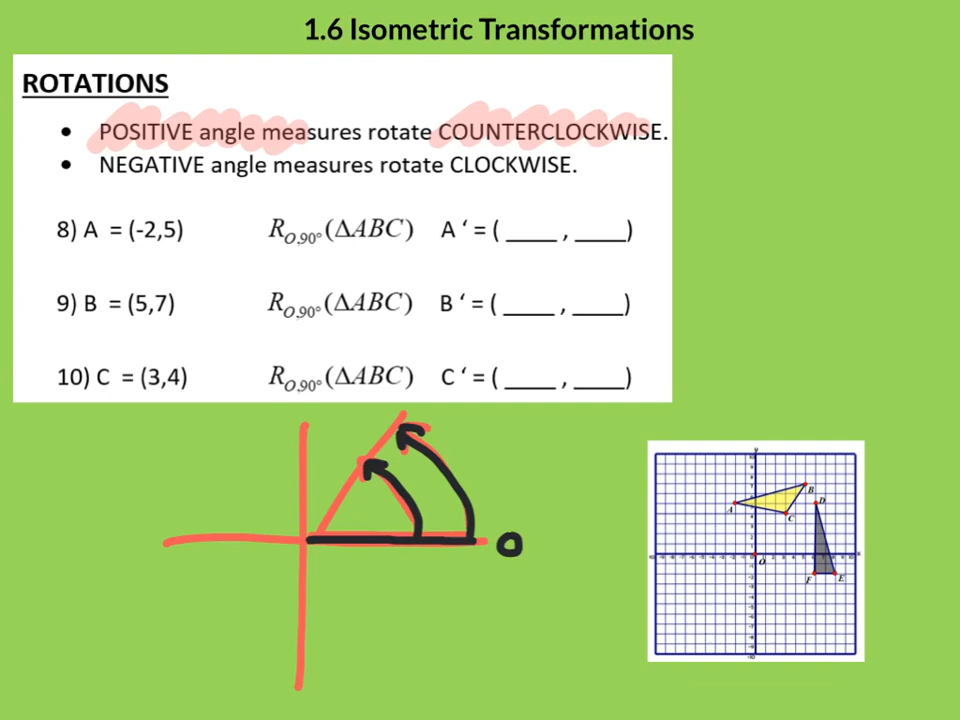 1.6 Isometric Transformations
ROTATIONS
• POSITIVE angle measures rotate COUNTERCLOCKWISE.
• NEGATIVE angle measures rotate CLOCKWISE.
8) A = (-2,5) R_{O,90°}(ΔABC) A ‘ = ( ____ , ____)
9) B = (5,7) R_{O,90°}(ΔABC) B ‘ = ( ____ , ____)
10) C = (3,4) R_{O,90°}(ΔABC) C ‘ = ( ____ , ____)
O
y
B
A
D
C
x
O
F
E